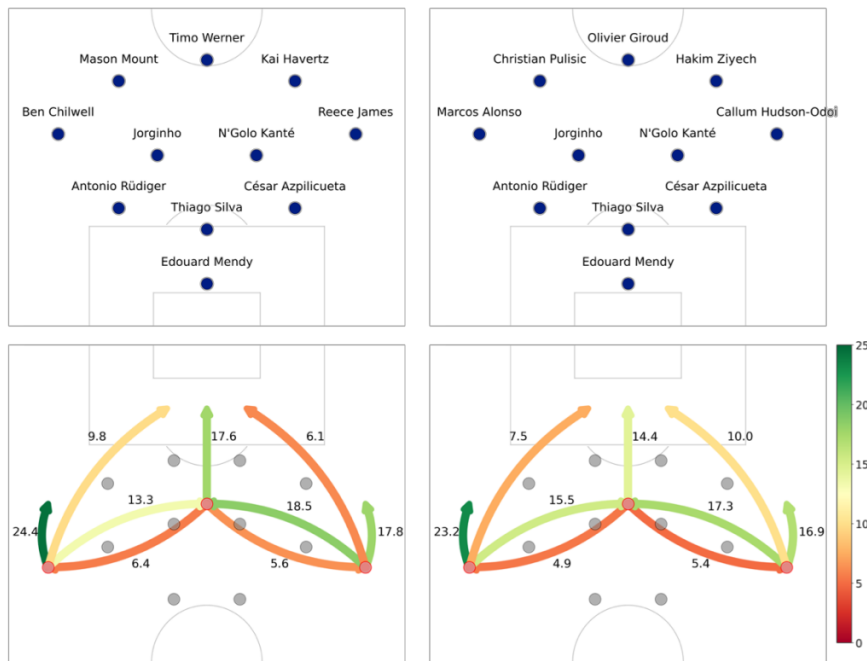 Timo Werner
Mason Mount
Kai Havertz
Ben Chilwell
Reece James
Jorginho
N'Golo Kanté
Antonio Rüdiger
César Azpilicueta
Thiago Silva
Edouard Mendy
Olivier Giroud
Christian Pulisic
Hakim Ziyech
Marcos Alonso
Callum Hudson-Odoi
Jorginho
N'Golo Kanté
Antonio Rüdiger
César Azpilicueta
Thiago Silva
Edouard Mendy
9.8
17.6
6.1
13.3
18.5
24.4
17.8
6.4
5.6
7.5
14.4
10.0
15.5
17.3
23.2
16.9
4.9
5.4
25
20
15
10
5
0